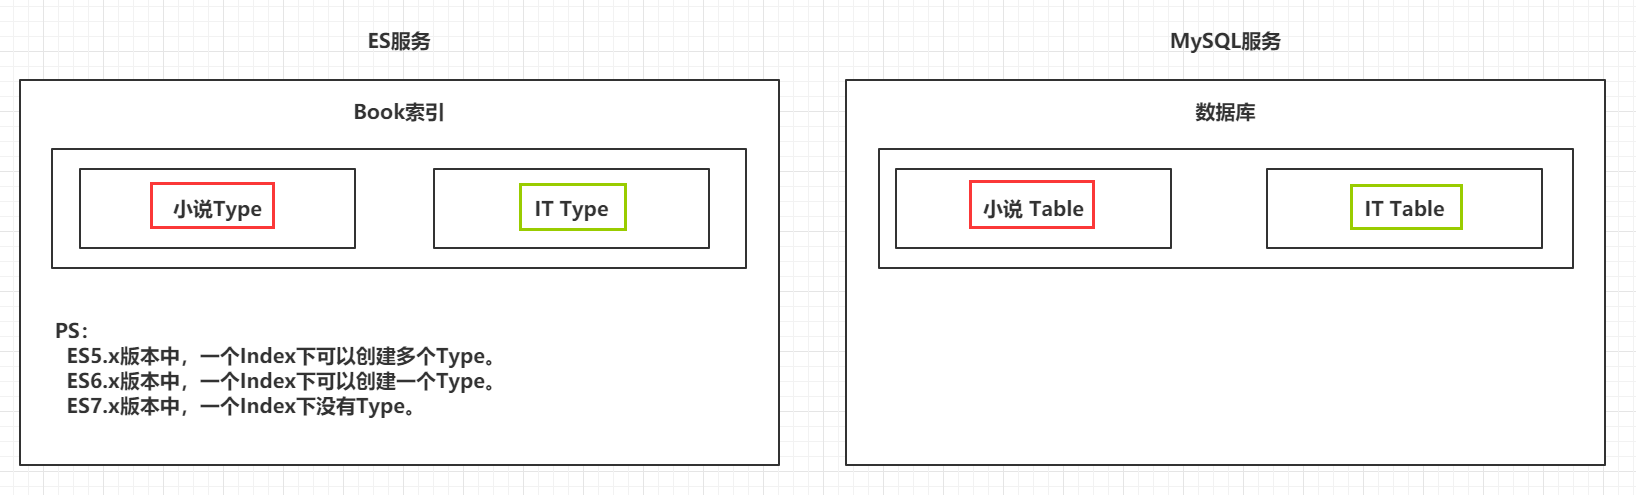 ES服务
Book索引
小说Type
IT Type
PS：
ES5.x版本中，一个Index下可以创建多个Type。
ES6.x版本中，一个Index下可以创建一个Type。
ES7.x版本中，一个Index下没有Type。
MySQL服务
数据库
小说 Table
IT Table